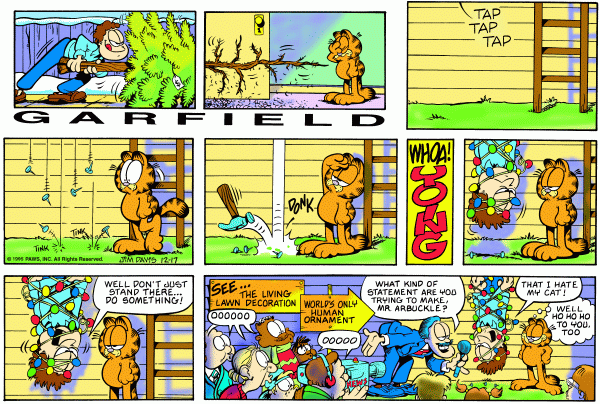 GARFIELD
TAP
TAP
TAP
TINK
TINK
© 1995 PAWS, INC. All Rights Reserved.
JIM DAVIS 12-17
DONK
WHOA!
WONG
WELL DON'T JUST
STAND THERE...
DO SOMETHING!
SEE...
THE LIVING
LAWN DECORATION
OOOOOO
WORLD'S ONLY
HUMAN
ORNAMENT
OOOOO
WHAT KIND OF
STATEMENT ARE YOU
TRYING TO MAKE,
MR. ARBUCKLE?
THAT I HATE
MY CAT!
WELL
HO HO HO
TO YOU,
TOO